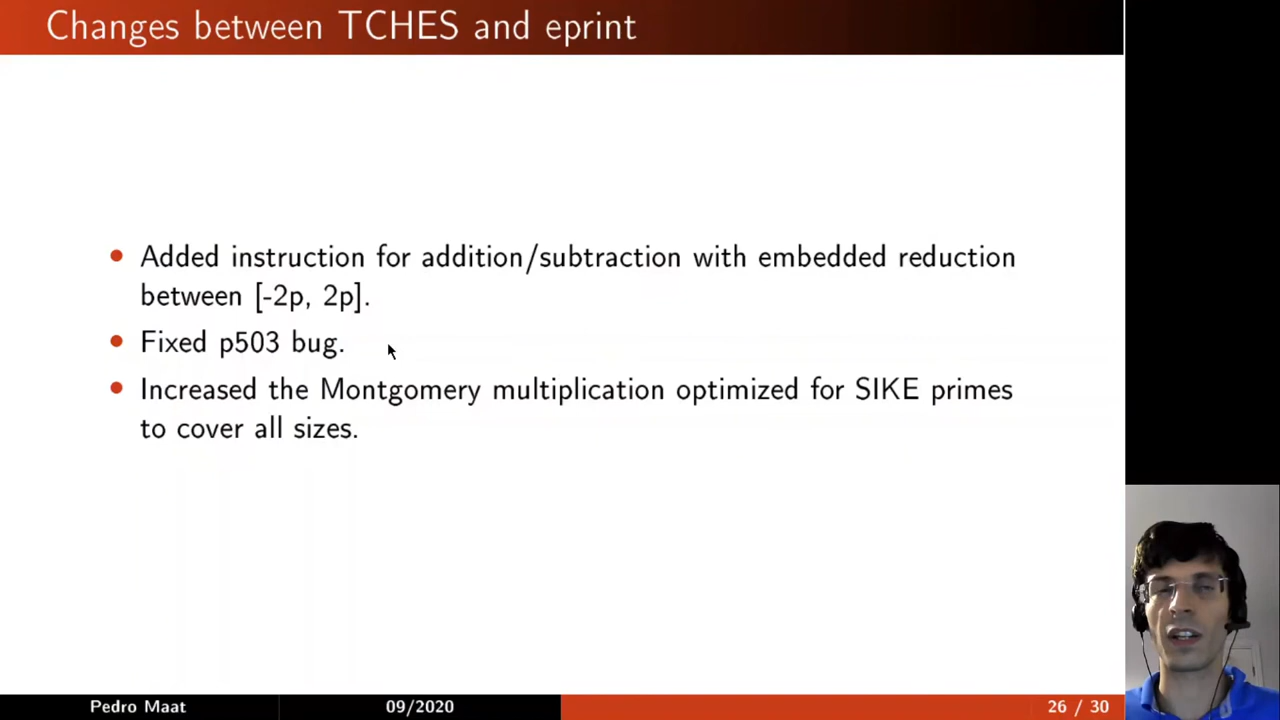 Changes between TCHES and eprint
Added instruction for addition/subtraction with embedded reduction
between [-2p, 2p].
Fixed p503 bug.
Increased the Montgomery multiplication optimized for SIKE primes
to cover all sizes.
Pedro Maat 09/2020 26 / 30